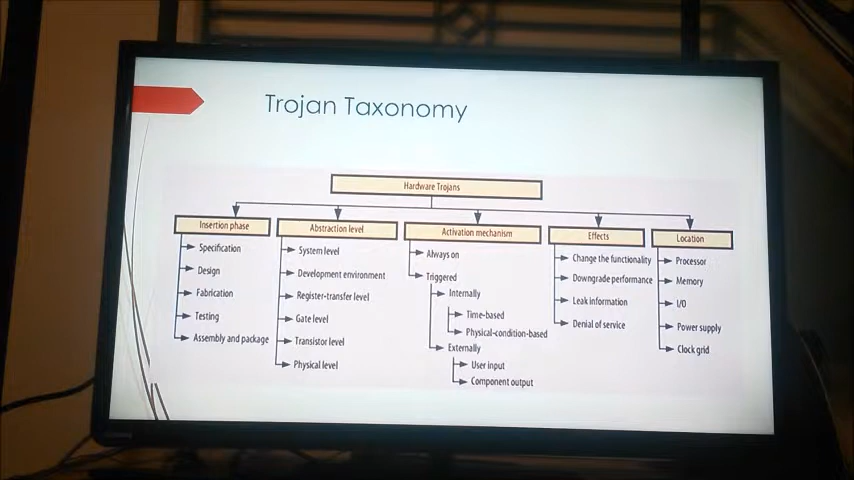 Trojan Taxonomy
Hardware Trojans
Insertion phase
Specification
Design
Fabrication
Testing
Assembly and package
Abstraction level
System level
Development environment
Register-transfer level
Gate level
Transistor level
Physical level
Activation mechanism
Always on
Triggered
Internally
Time-based
Physical-condition-based
Externally
User input
Component output
Effects
Change the functionality
Downgrade performance
Leak information
Denial of service
Location
Processor
Memory
I/O
Power supply
Clock grid